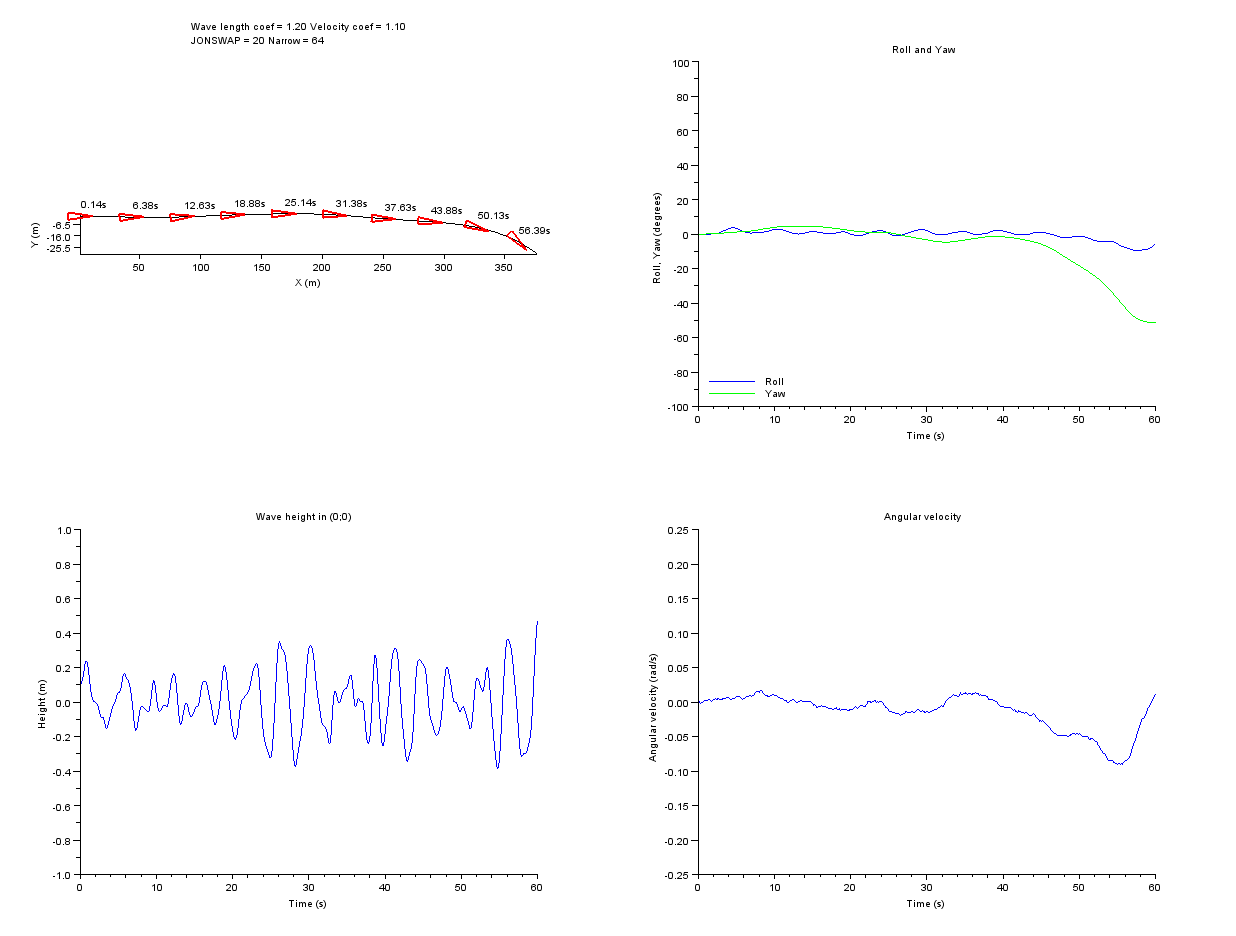 Wave length coef = 1.20 Velocity coef = 1.10
JONSWAP = 20 Narrow = 64
0.14s 6.38s 12.63s 18.88s 25.14s 31.38s 37.63s 43.88s 50.13s 56.39s
Y (m)
-6.5
-16.0
-25.5
50 100 150 200 250 300 350
X (m)
Roll and Yaw
Roll, Yaw (degrees)
100
80
60
40
20
0
-20
-40
-60
-80
-100
Roll
Yaw
0 10 20 30 40 50 60
Time (s)
Wave height in (0;0)
Height (m)
1.0
0.8
0.6
0.4
0.2
0.0
-0.2
-0.4
-0.6
-0.8
-1.0
0 10 20 30 40 50 60
Time (s)
Angular velocity
Angular velocity (rad/s)
0.25
0.20
0.15
0.10
0.05
0.00
-0.05
-0.10
-0.15
-0.20
-0.25
0 10 20 30 40 50 60
Time (s)